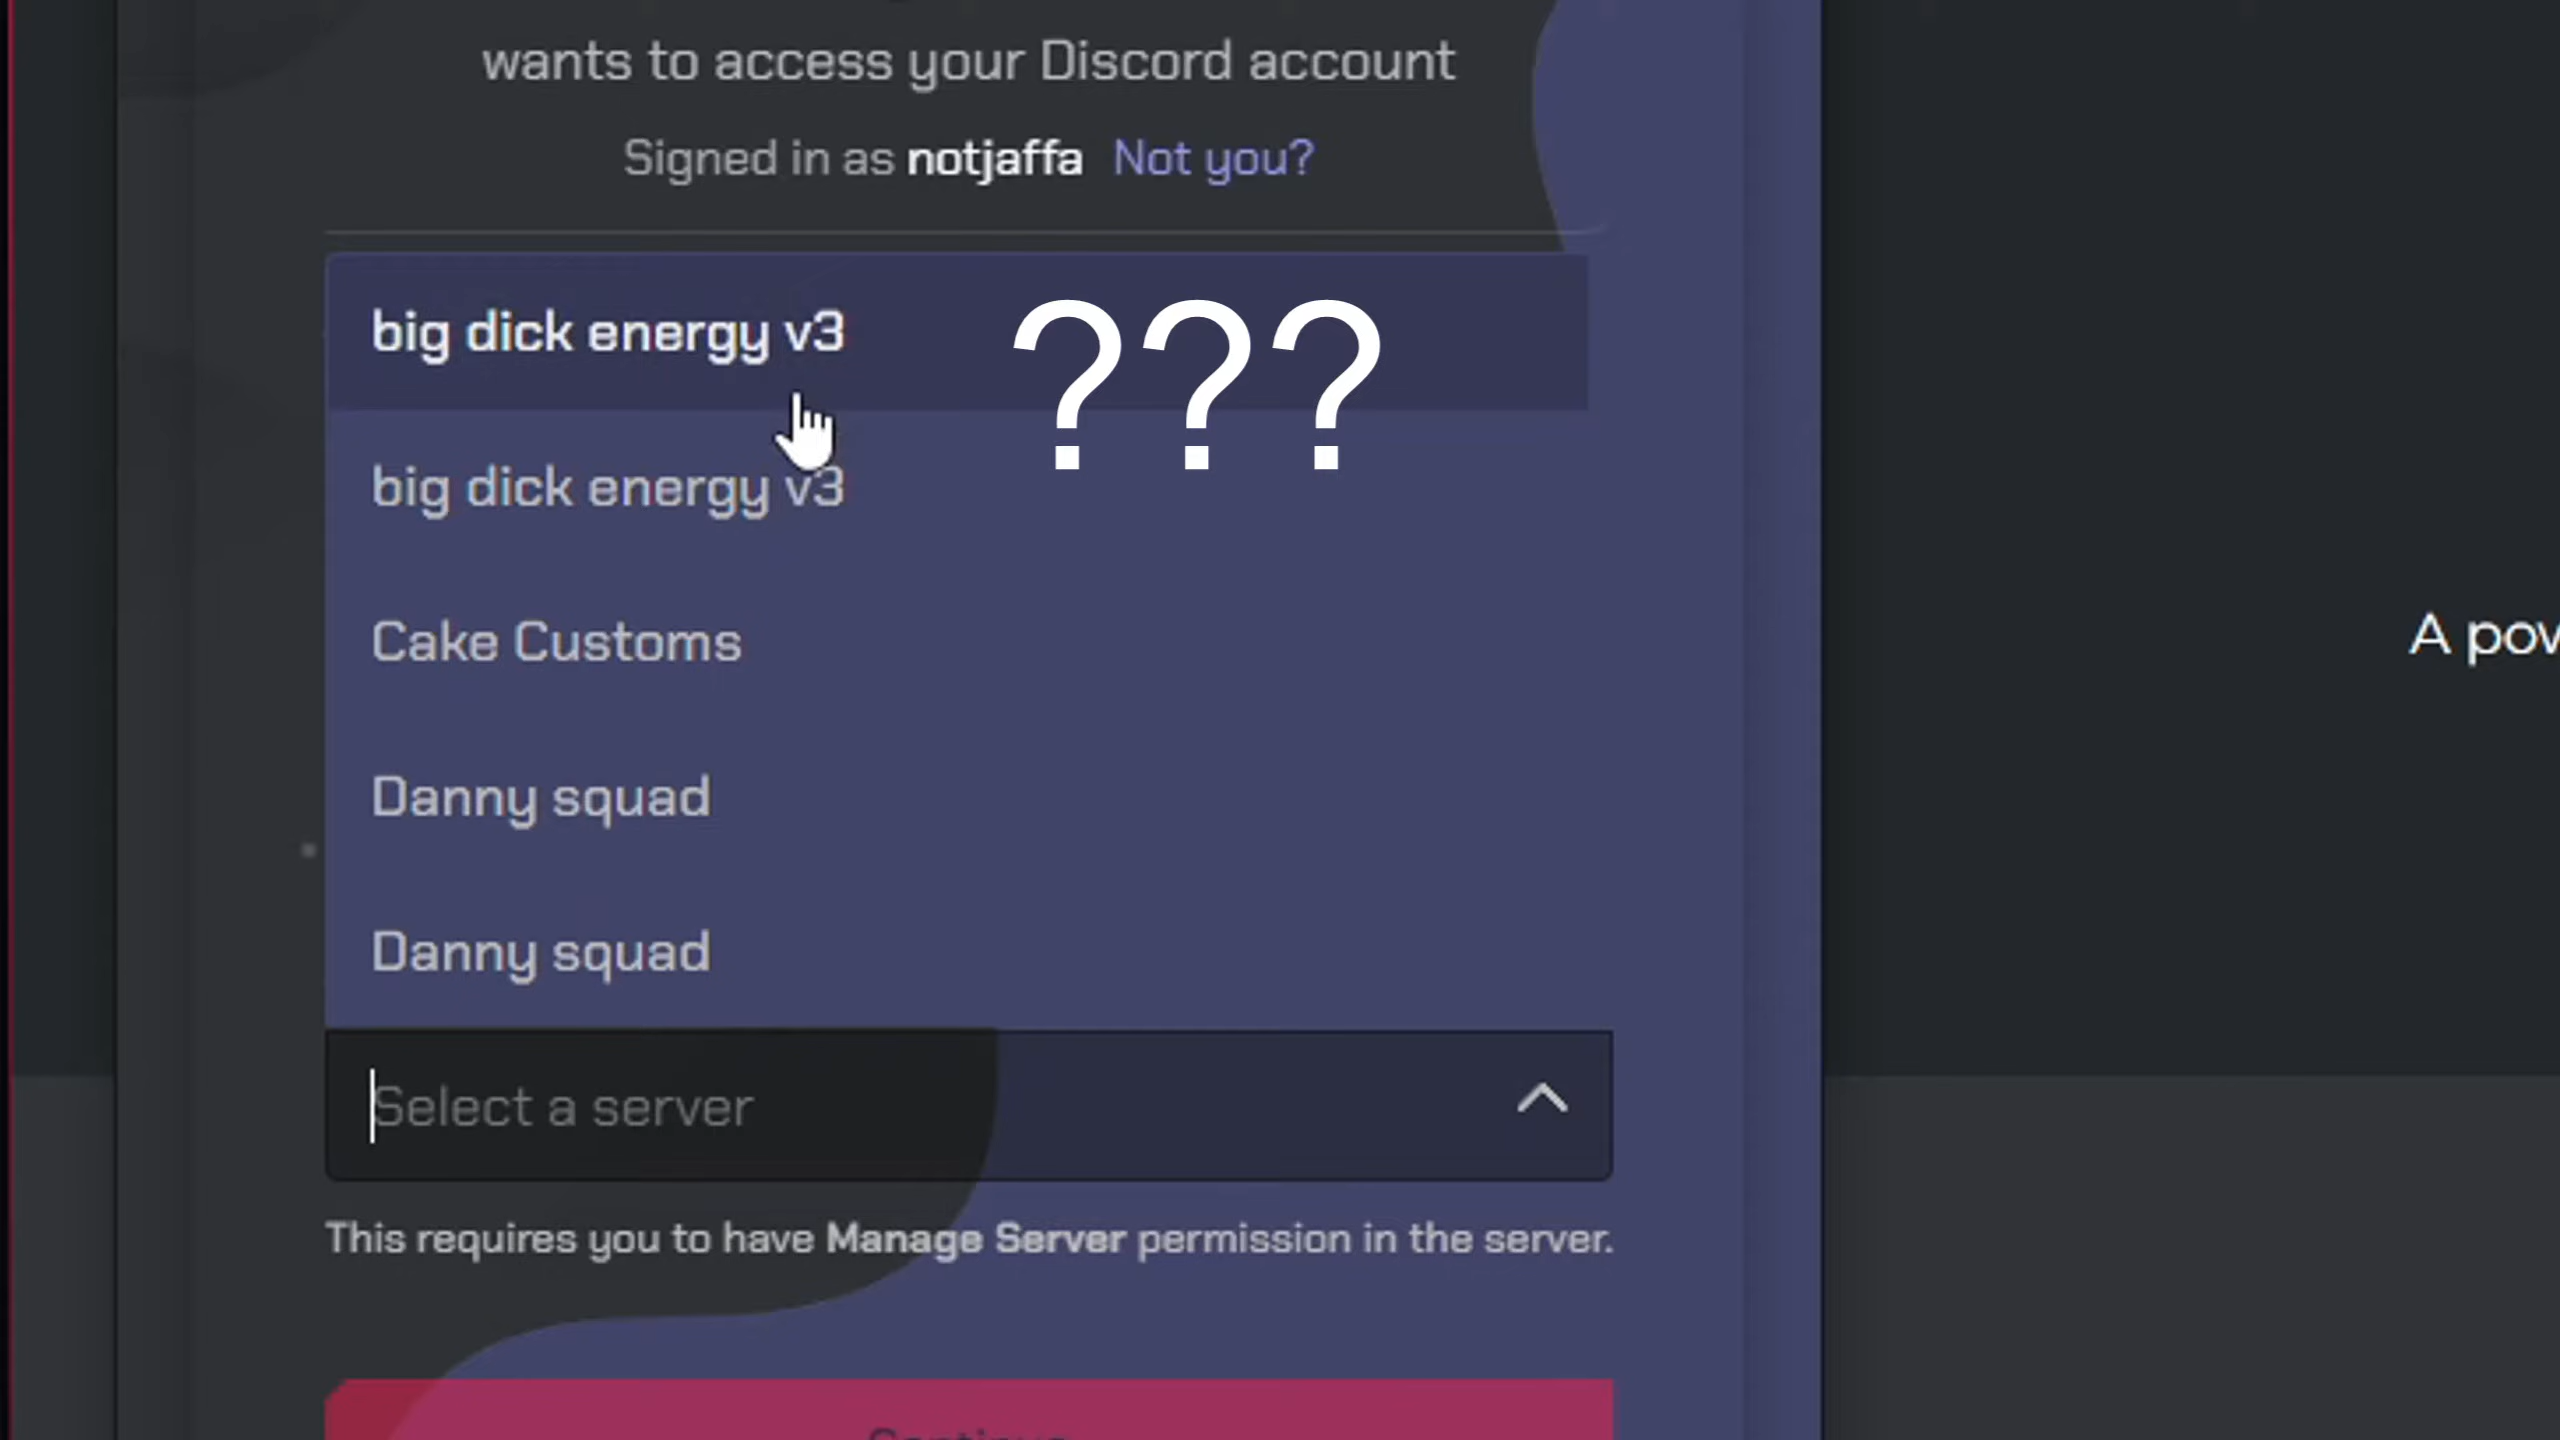 wants to access your Discord account
Signed in as notjaffa Not you?
big dick energy v3
???
big dick energy v3
Cake Customs
A pov
Danny squad
Danny squad
Select a server
This requires you to have Manage Server permission in the server.